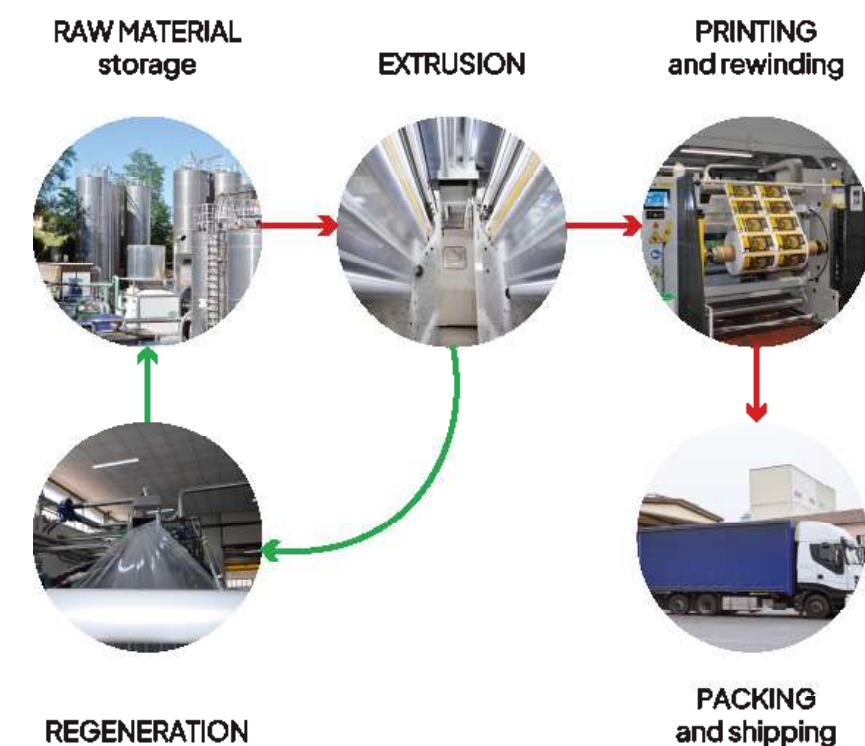 RAW MATERIAL
storage
EXTRUSION
PRINTING
and rewinding
REGENERATION
PACKING
and shipping